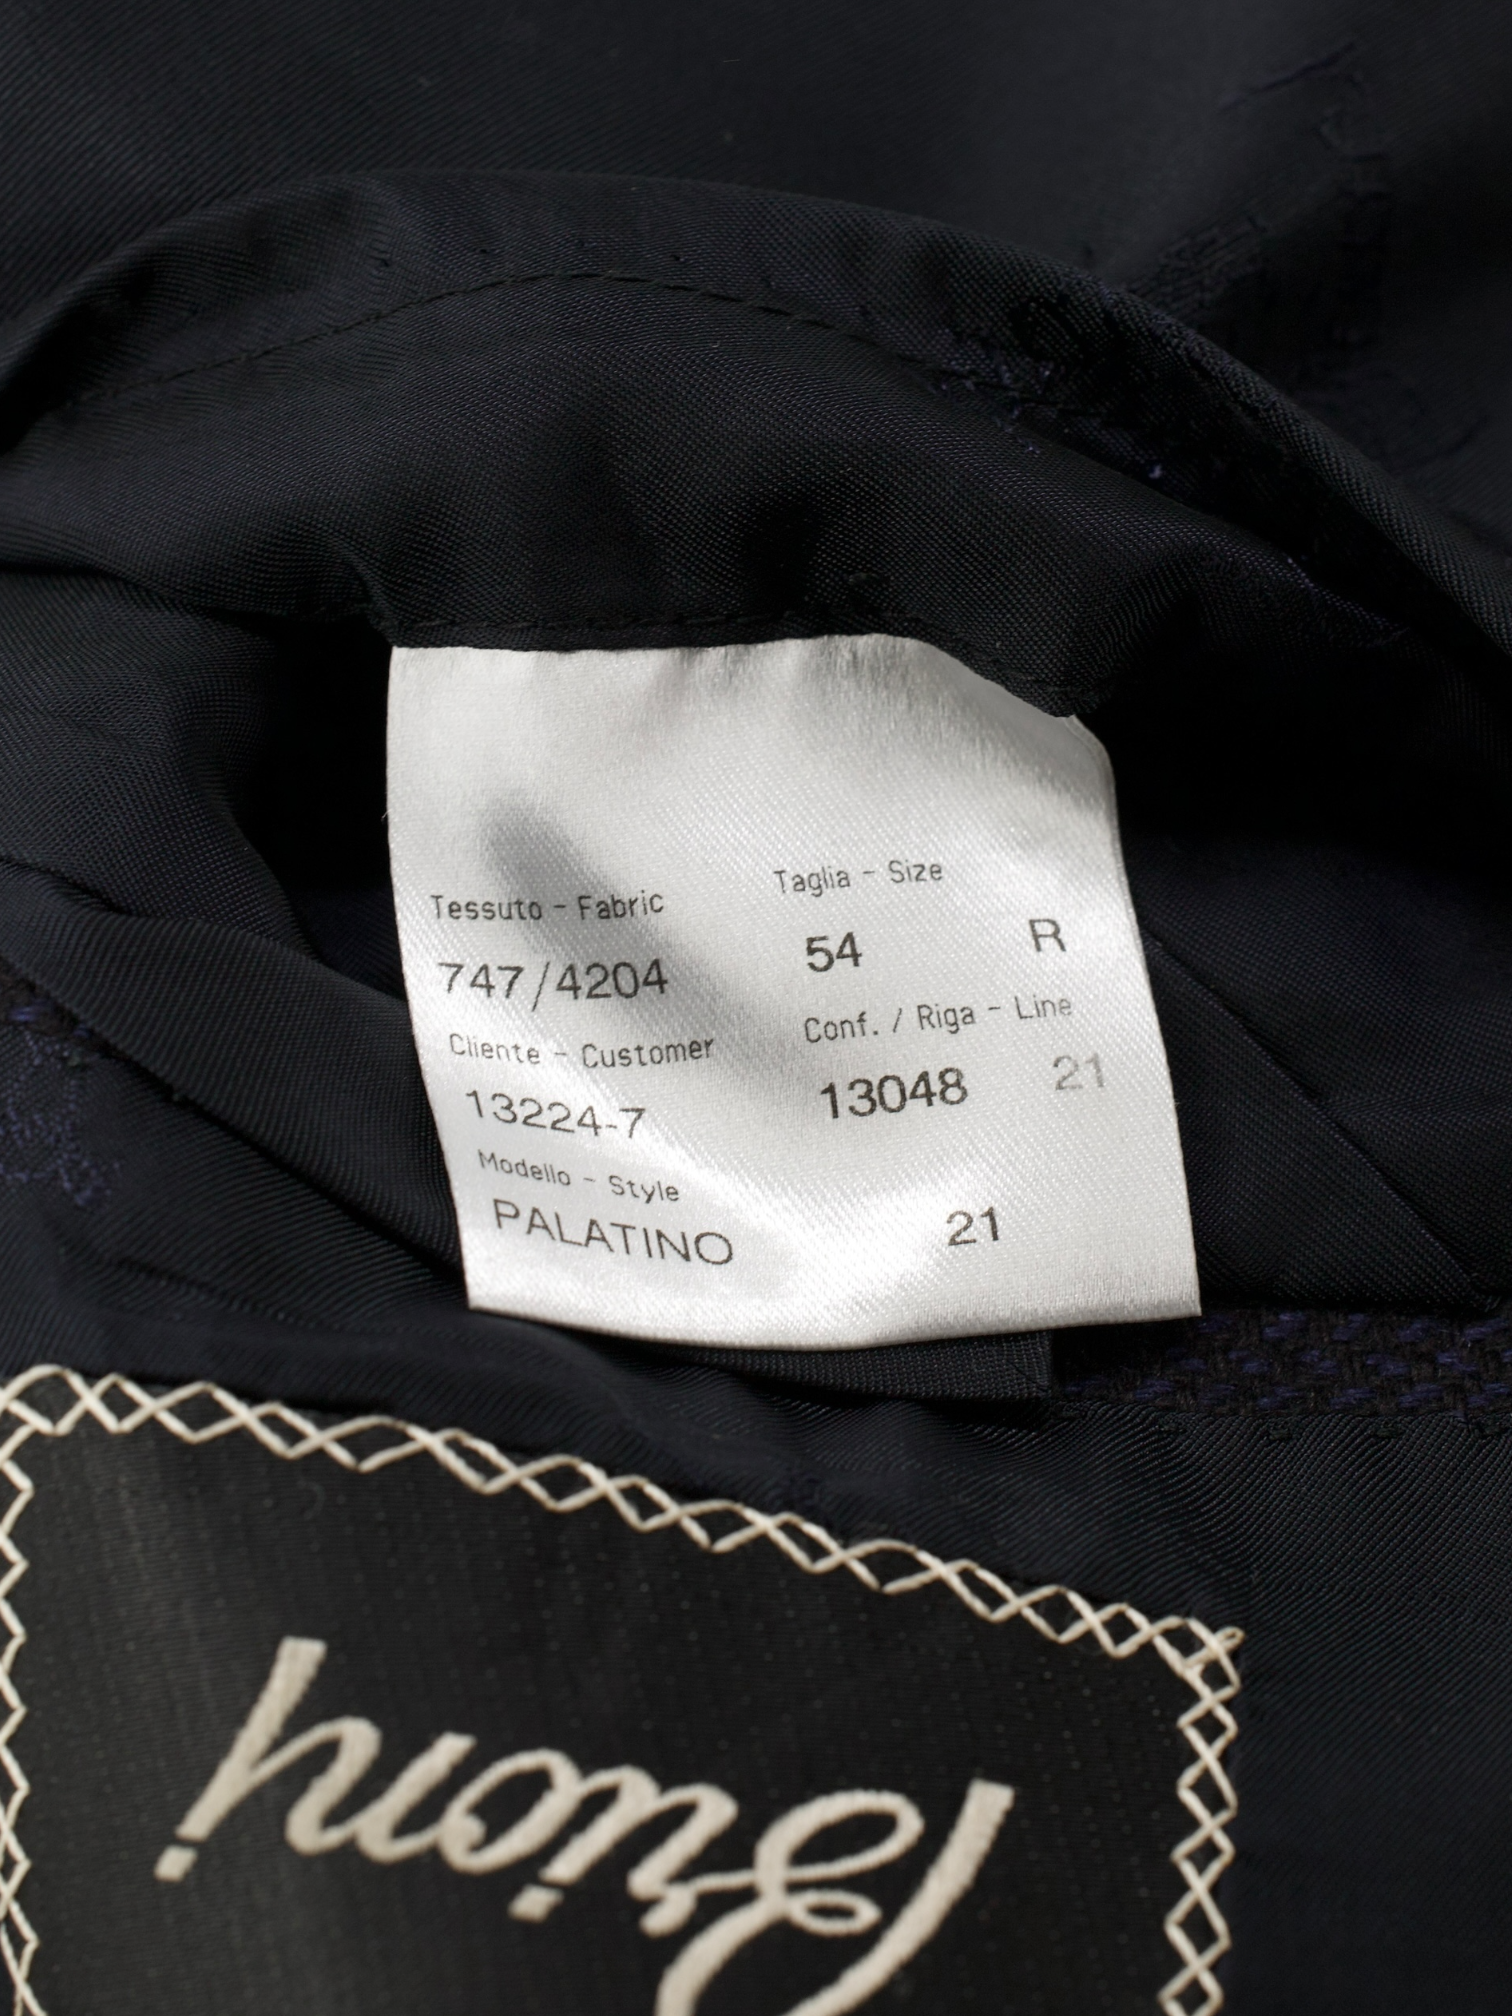 Tessuto - Fabric
Taglia - Size
747/4204
54 R
Cliente - Customer
Conf. / Riga - Line
13224-7
13048 21
Modello - Style
PALATINO 21
Brioni